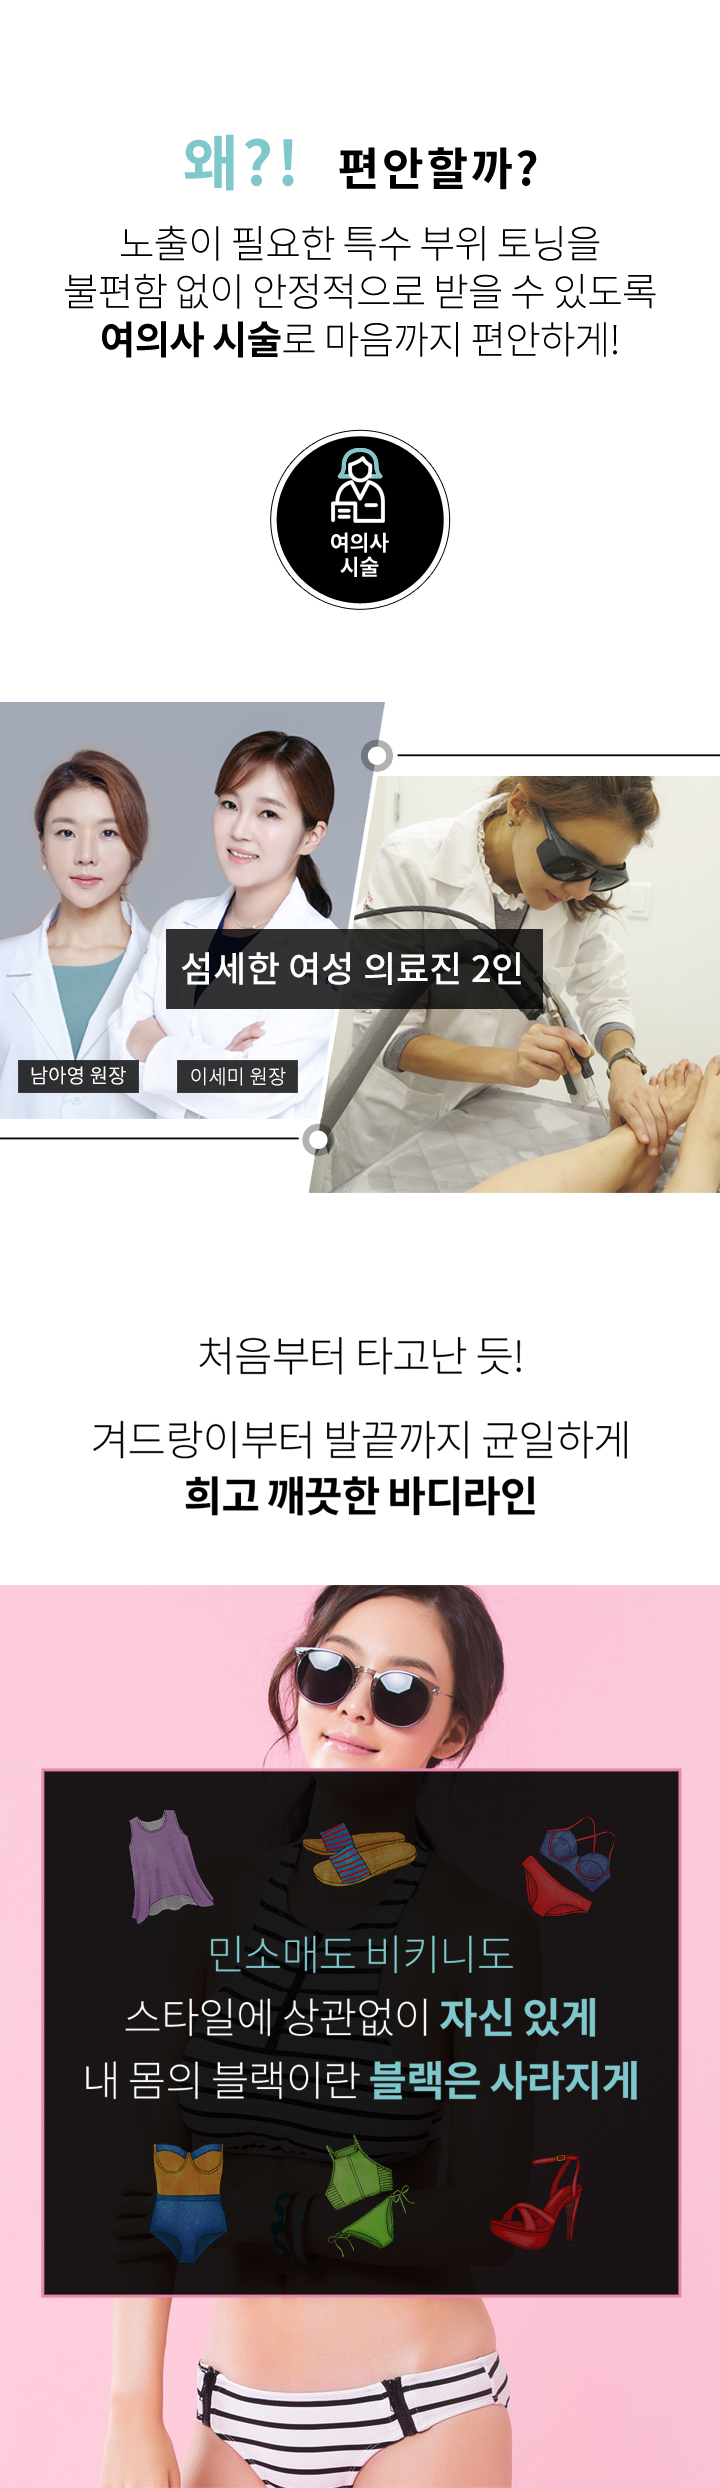 왜?! 편안할까?
노출이 필요한 특수 부위 토닝을
불편함 없이 안정적으로 받을 수 있도록
여의사 시술로 마음까지 편안하게!
여의사
시술
섬세한 여성 의료진 2인
남아영 원장
이세미 원장
처음부터 타고난 듯!
겨드랑이부터 발끝까지 균일하게
희고 깨끗한 바디라인
민소매도 비키니도
스타일에 상관없이 자신 있게
내 몸의 블랙이란 블랙은 사라지게